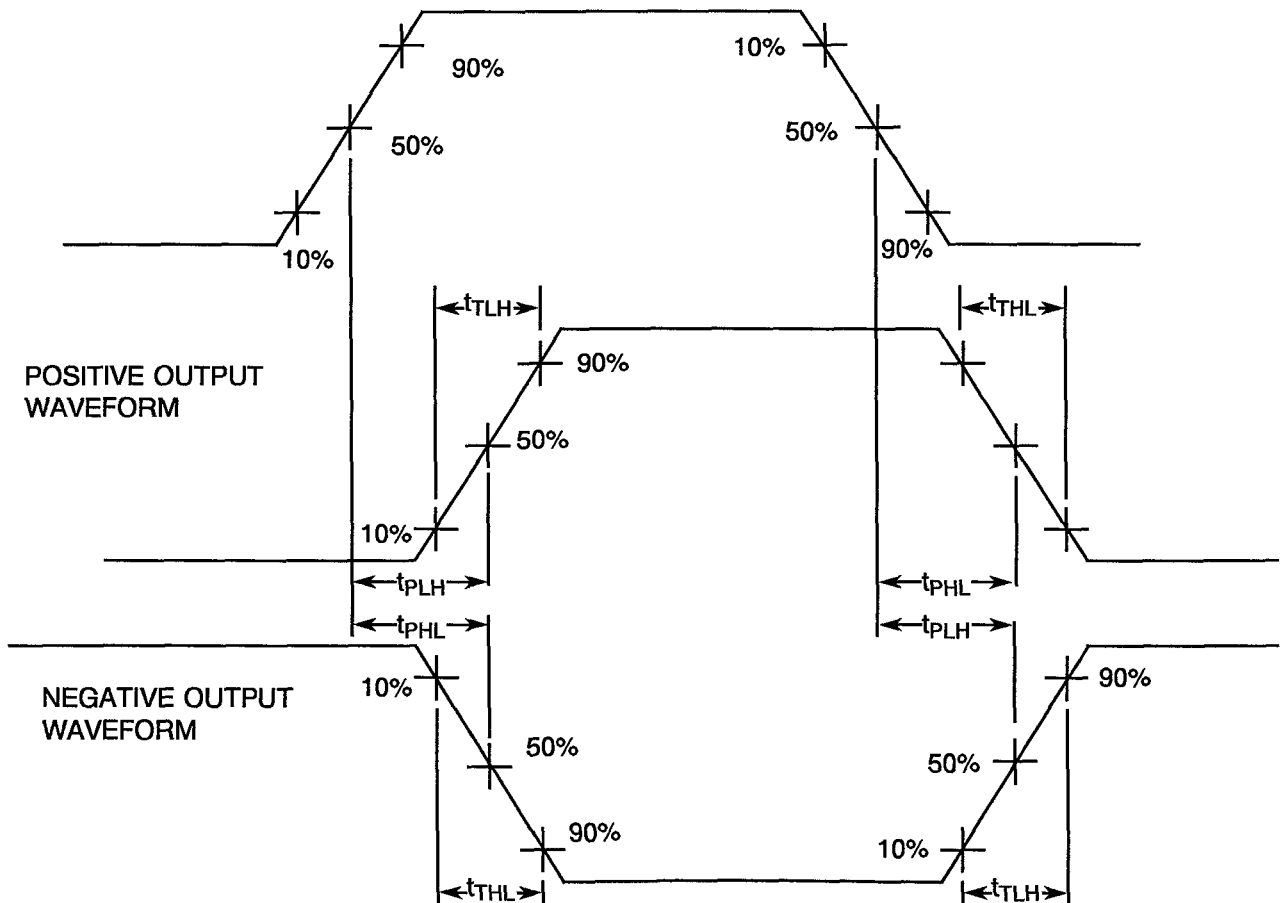 90%
10%
50%
50%
10%
90%
tTLH
tTHL
POSITIVE OUTPUT
WAVEFORM
90%
50%
10%
tPLH
tPHL
tPHL
tPLH
NEGATIVE OUTPUT
WAVEFORM
10%
90%
50%
50%
90%
10%
tTHL
tTLH